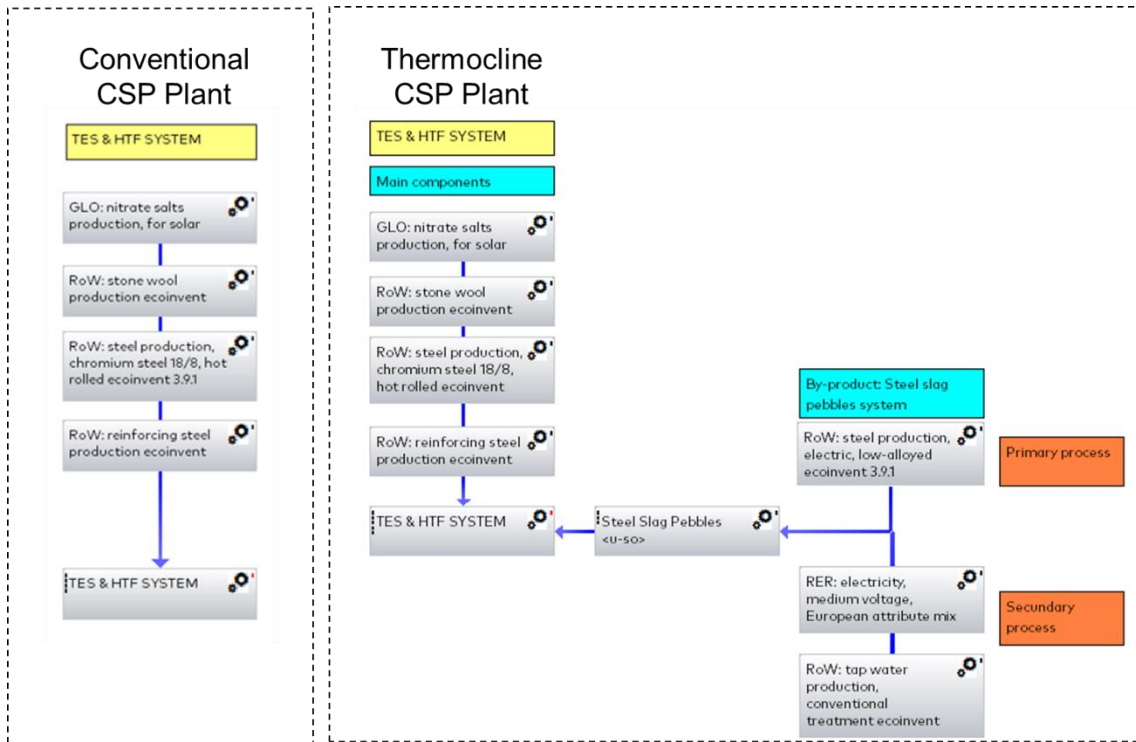 Conventional
CSP Plant
TES & HTF SYSTEM
GLO: nitrate salts
production, for solar
RoW: stone wool
production ecoinvent
RoW: steel production,
chromium steel 18/8, hot
rolled ecoinvent 3.9.1
RoW: reinforcing steel
production ecoinvent
TES & HTF SYSTEM
Thermocline
CSP Plant
TES & HTF SYSTEM
Main components
GLO: nitrate salts
production, for solar
RoW: stone wool
production ecoinvent
RoW: steel production,
chromium steel 18/8,
hot rolled ecoinvent
RoW: reinforcing steel
production ecoinvent
TES & HTF SYSTEM
Steel Slag Pebbles
<u-so>
By-product: Steel slag
pebbles system
RoW: steel production,
electric, low-alloyed
ecoinvent 3.9.1
Primary process
RER: electricity,
medium voltage,
European attribute mix
Secundary
process
RoW: tap water
production,
conventional
treatment ecoinvent